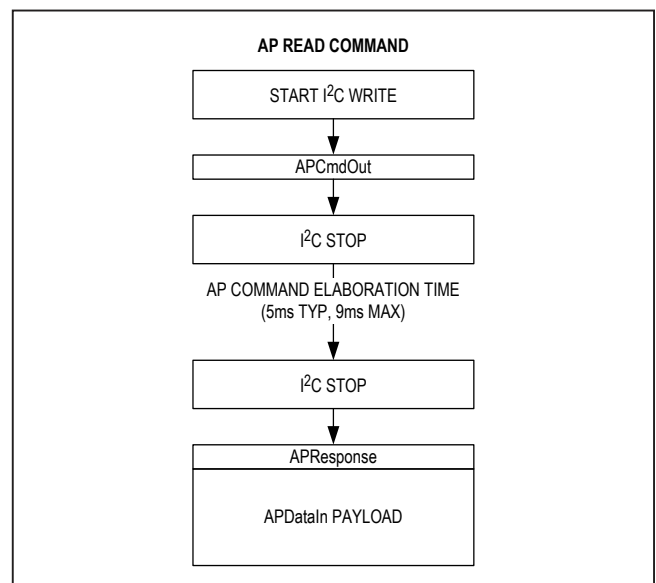 AP READ COMMAND
START I²C WRITE
APCmdOut
I²C STOP
AP COMMAND ELABORATION TIME
(5ms TYP, 9ms MAX)
I²C STOP
APResponse
APDataIn PAYLOAD